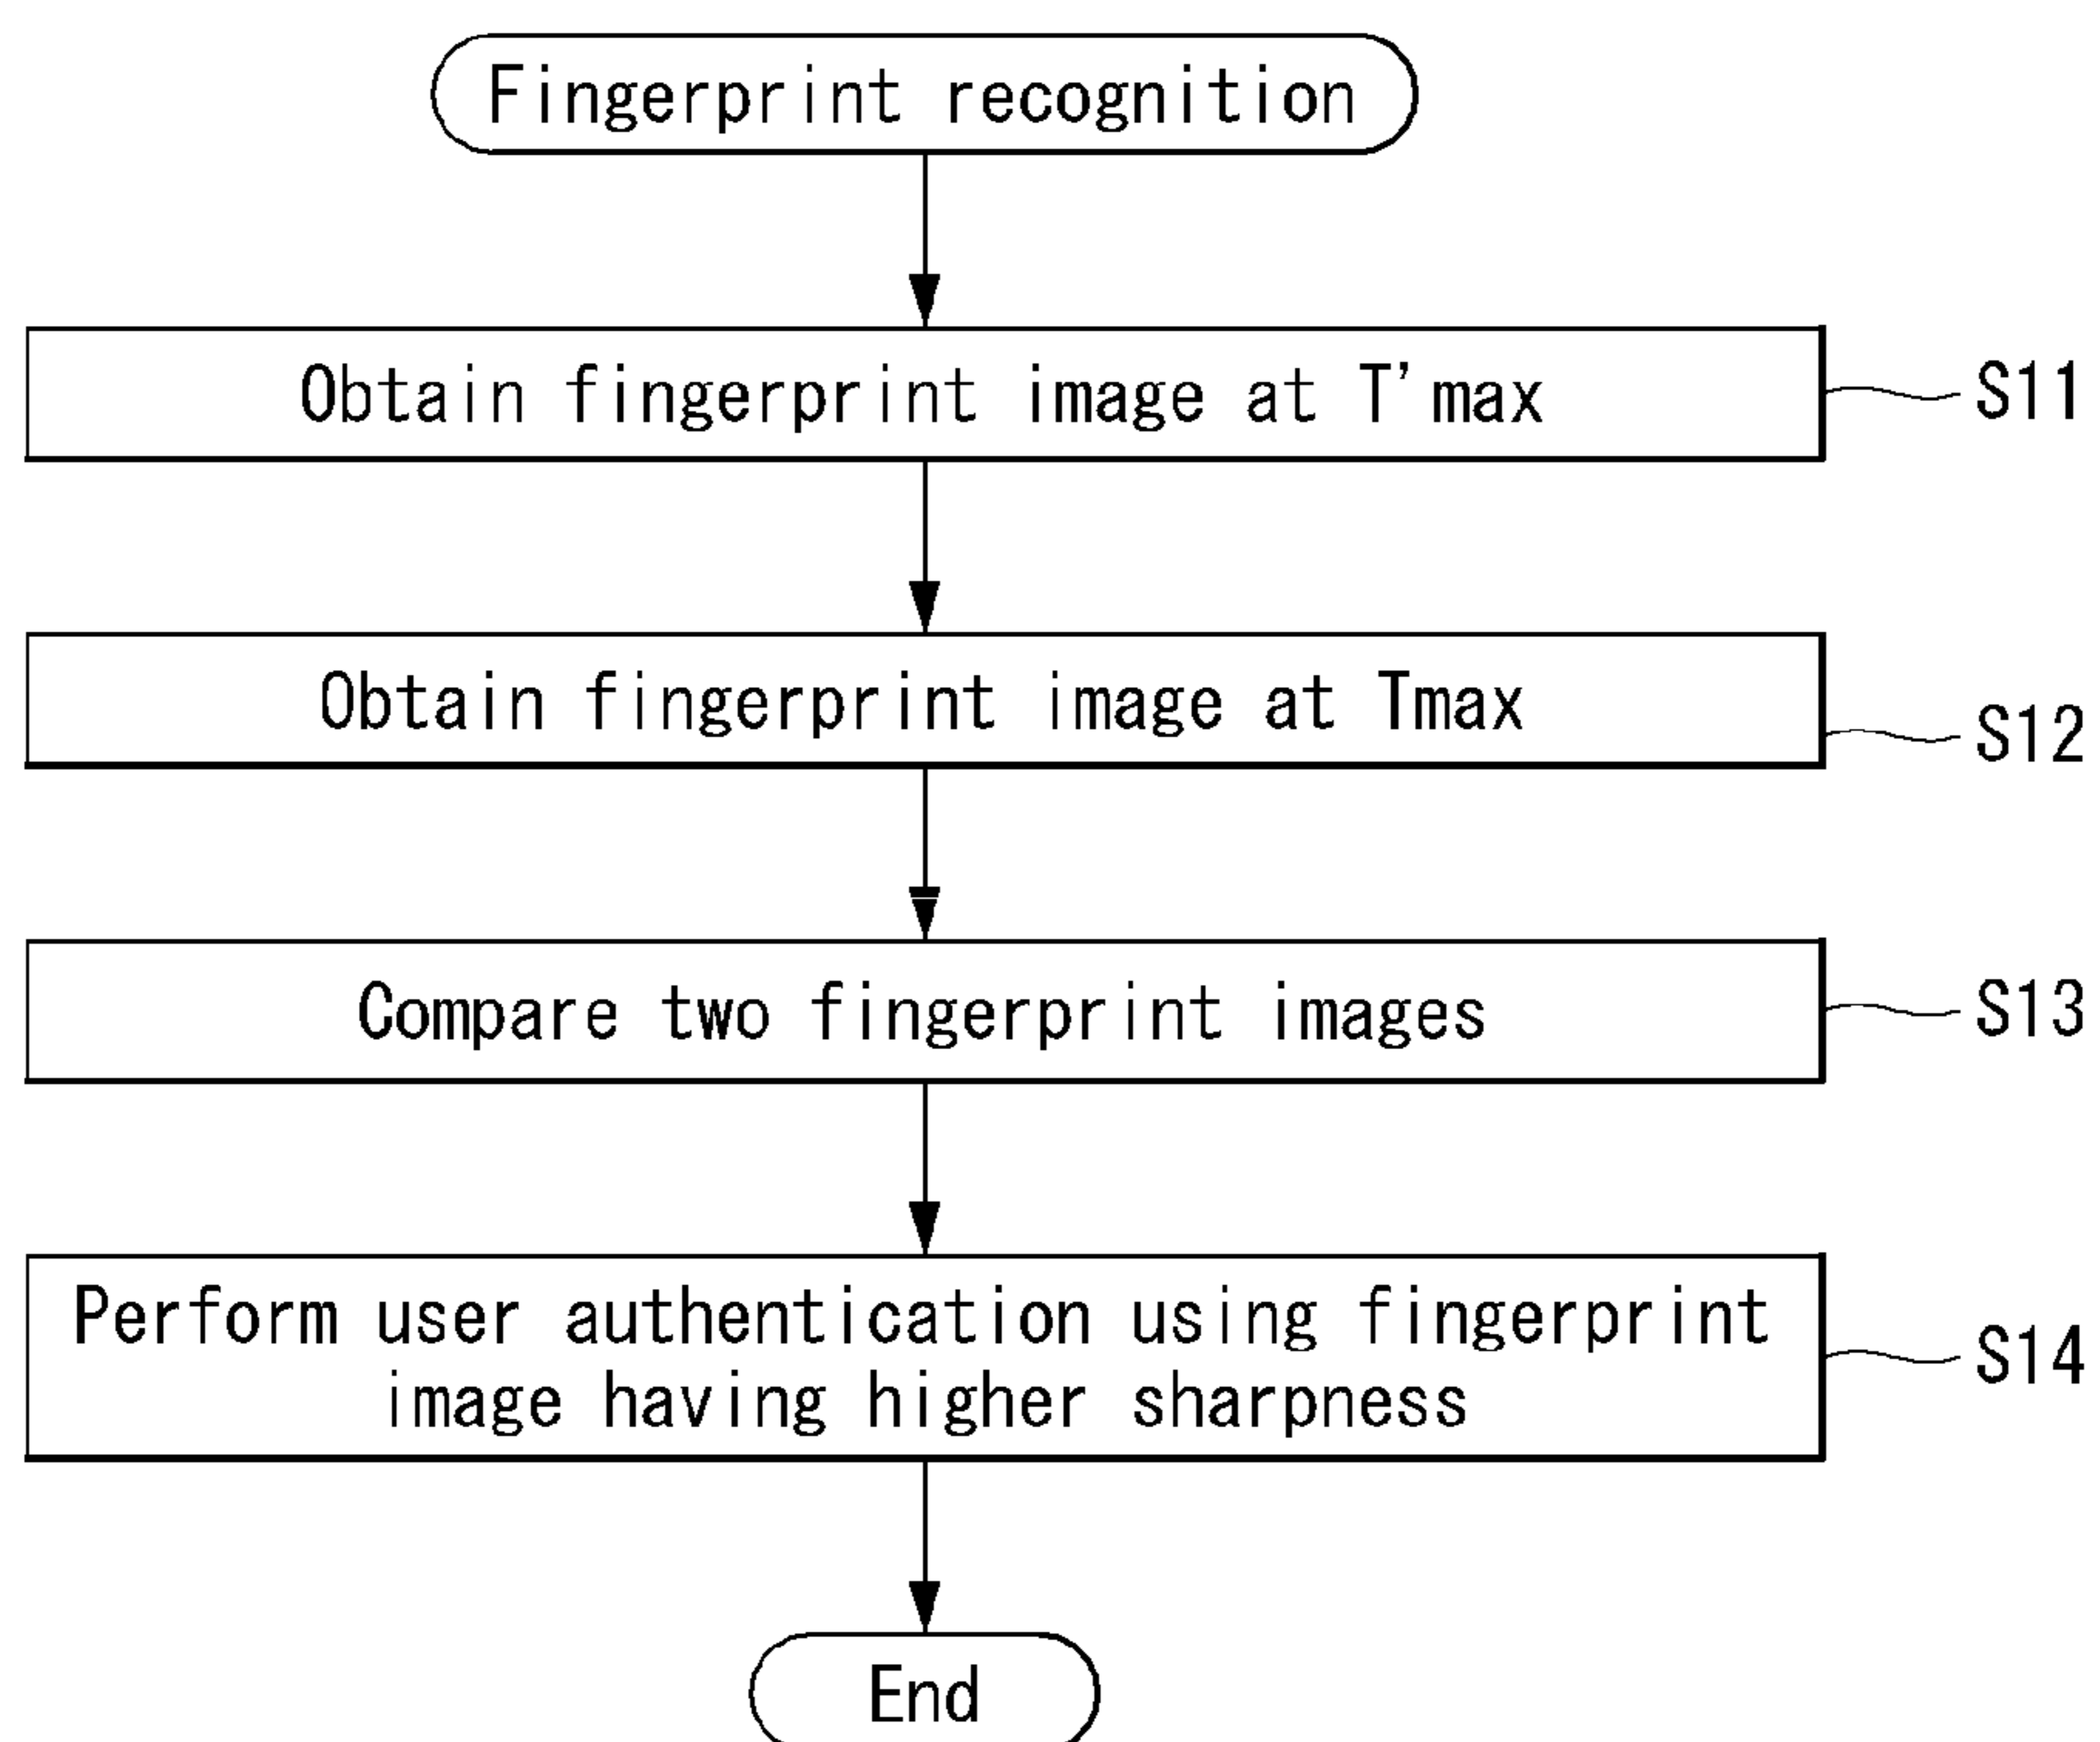 Fingerprint recognition
Obtain fingerprint image at T'max
S11
Obtain fingerprint image at Tmax
S12
Compare two fingerprint images
S13
Perform user authentication using fingerprint
image having higher sharpness
S14
End